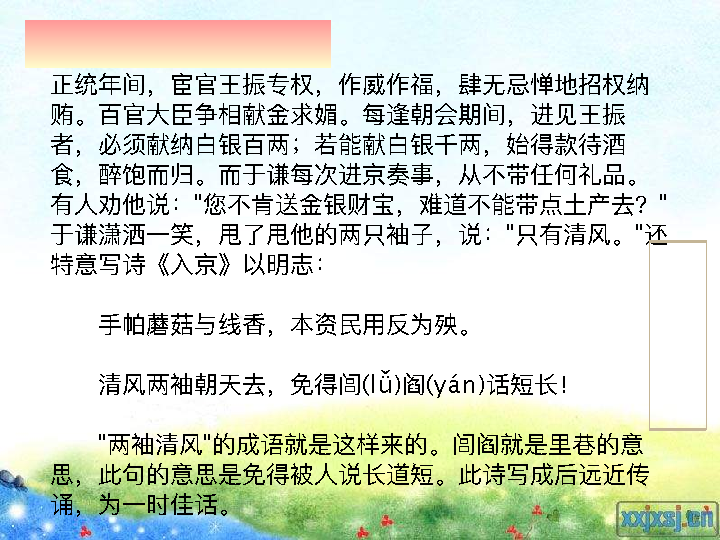 正统年间，宦官王振专权，作威作福，肆无忌惮地招权纳
贿。百官大臣争相献金求媚。每逢朝会期间，进见王振
者，必须献纳白银百两；若能献白银千两，始得款待酒
食，醉饱而归。而于谦每次进京奏事，从不带任何礼品。
有人劝他说："您不肯送金银财宝，难道不能带点土产去？"
于谦潇洒一笑，甩了甩他的两只袖子，说："只有清风。"还
特意写诗《入京》以明志：
手帕蘑菇与线香，本资民用反为殃。
清风两袖朝天去，免得闾(lǘ)阎(yán)话短长！
"两袖清风"的成语就是这样来的。闾阎就是里巷的意
思，此句的意思是免得被人说长道短。此诗写成后远近传
诵，为一时佳话。
xxjxsj.cn